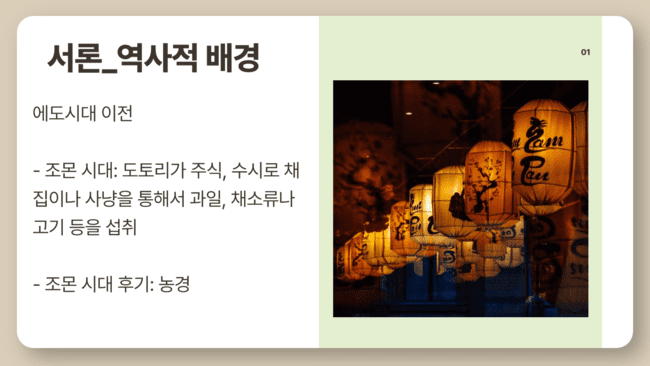 서론_역사적 배경
01
에도시대 이전
- 조몬 시대: 도토리가 주식, 수시로 채
집이나 사냥을 통해서 과일, 채소류나
고기 등을 섭취
- 조몬 시대 후기: 농경
Nam
Pau